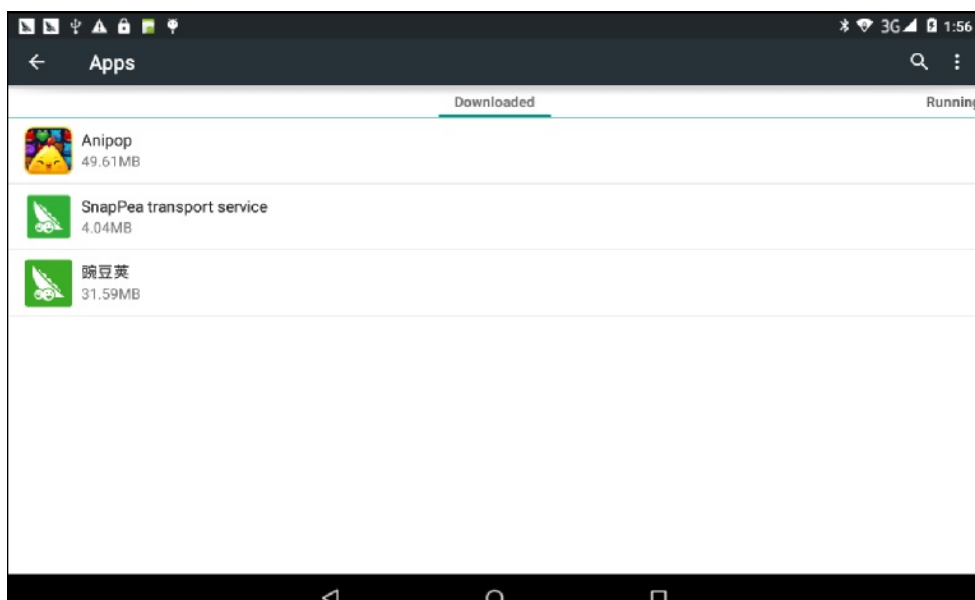 3G 1:56
Apps
Downloaded
Running
Anipop
49.61MB
SnapPea transport service
4.04MB
豌豆荚
31.59MB